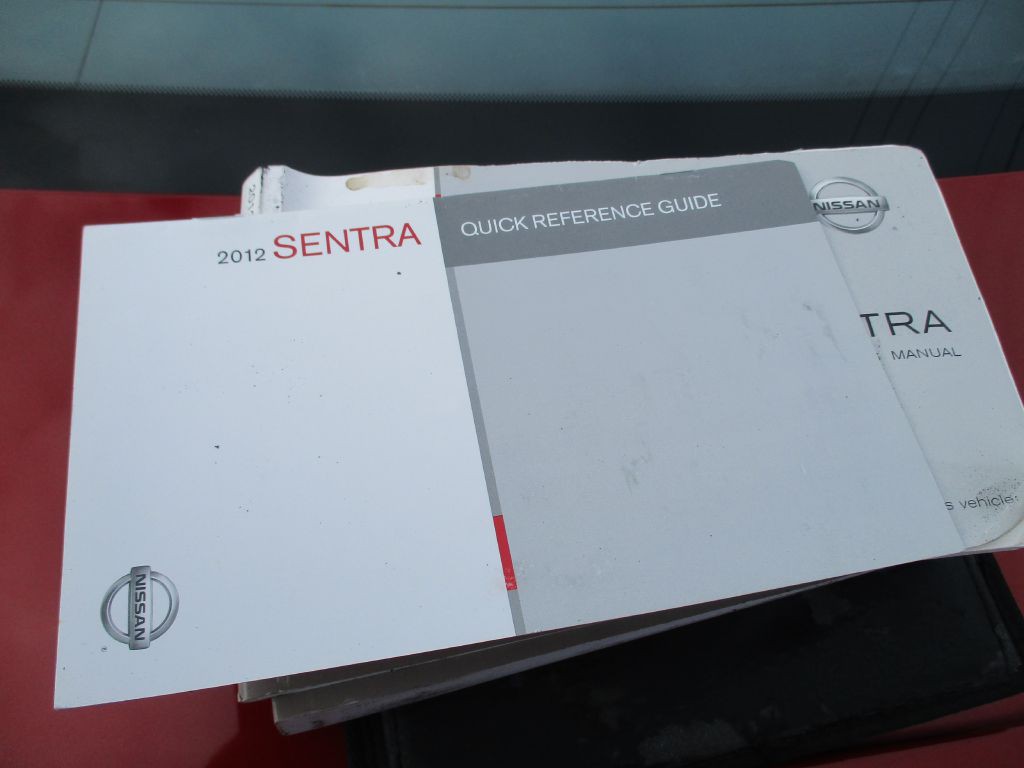 2012 SENTRA
QUICK REFERENCE GUIDE
NISSAN
NISSAN
TRA
MANUAL
s vehicle